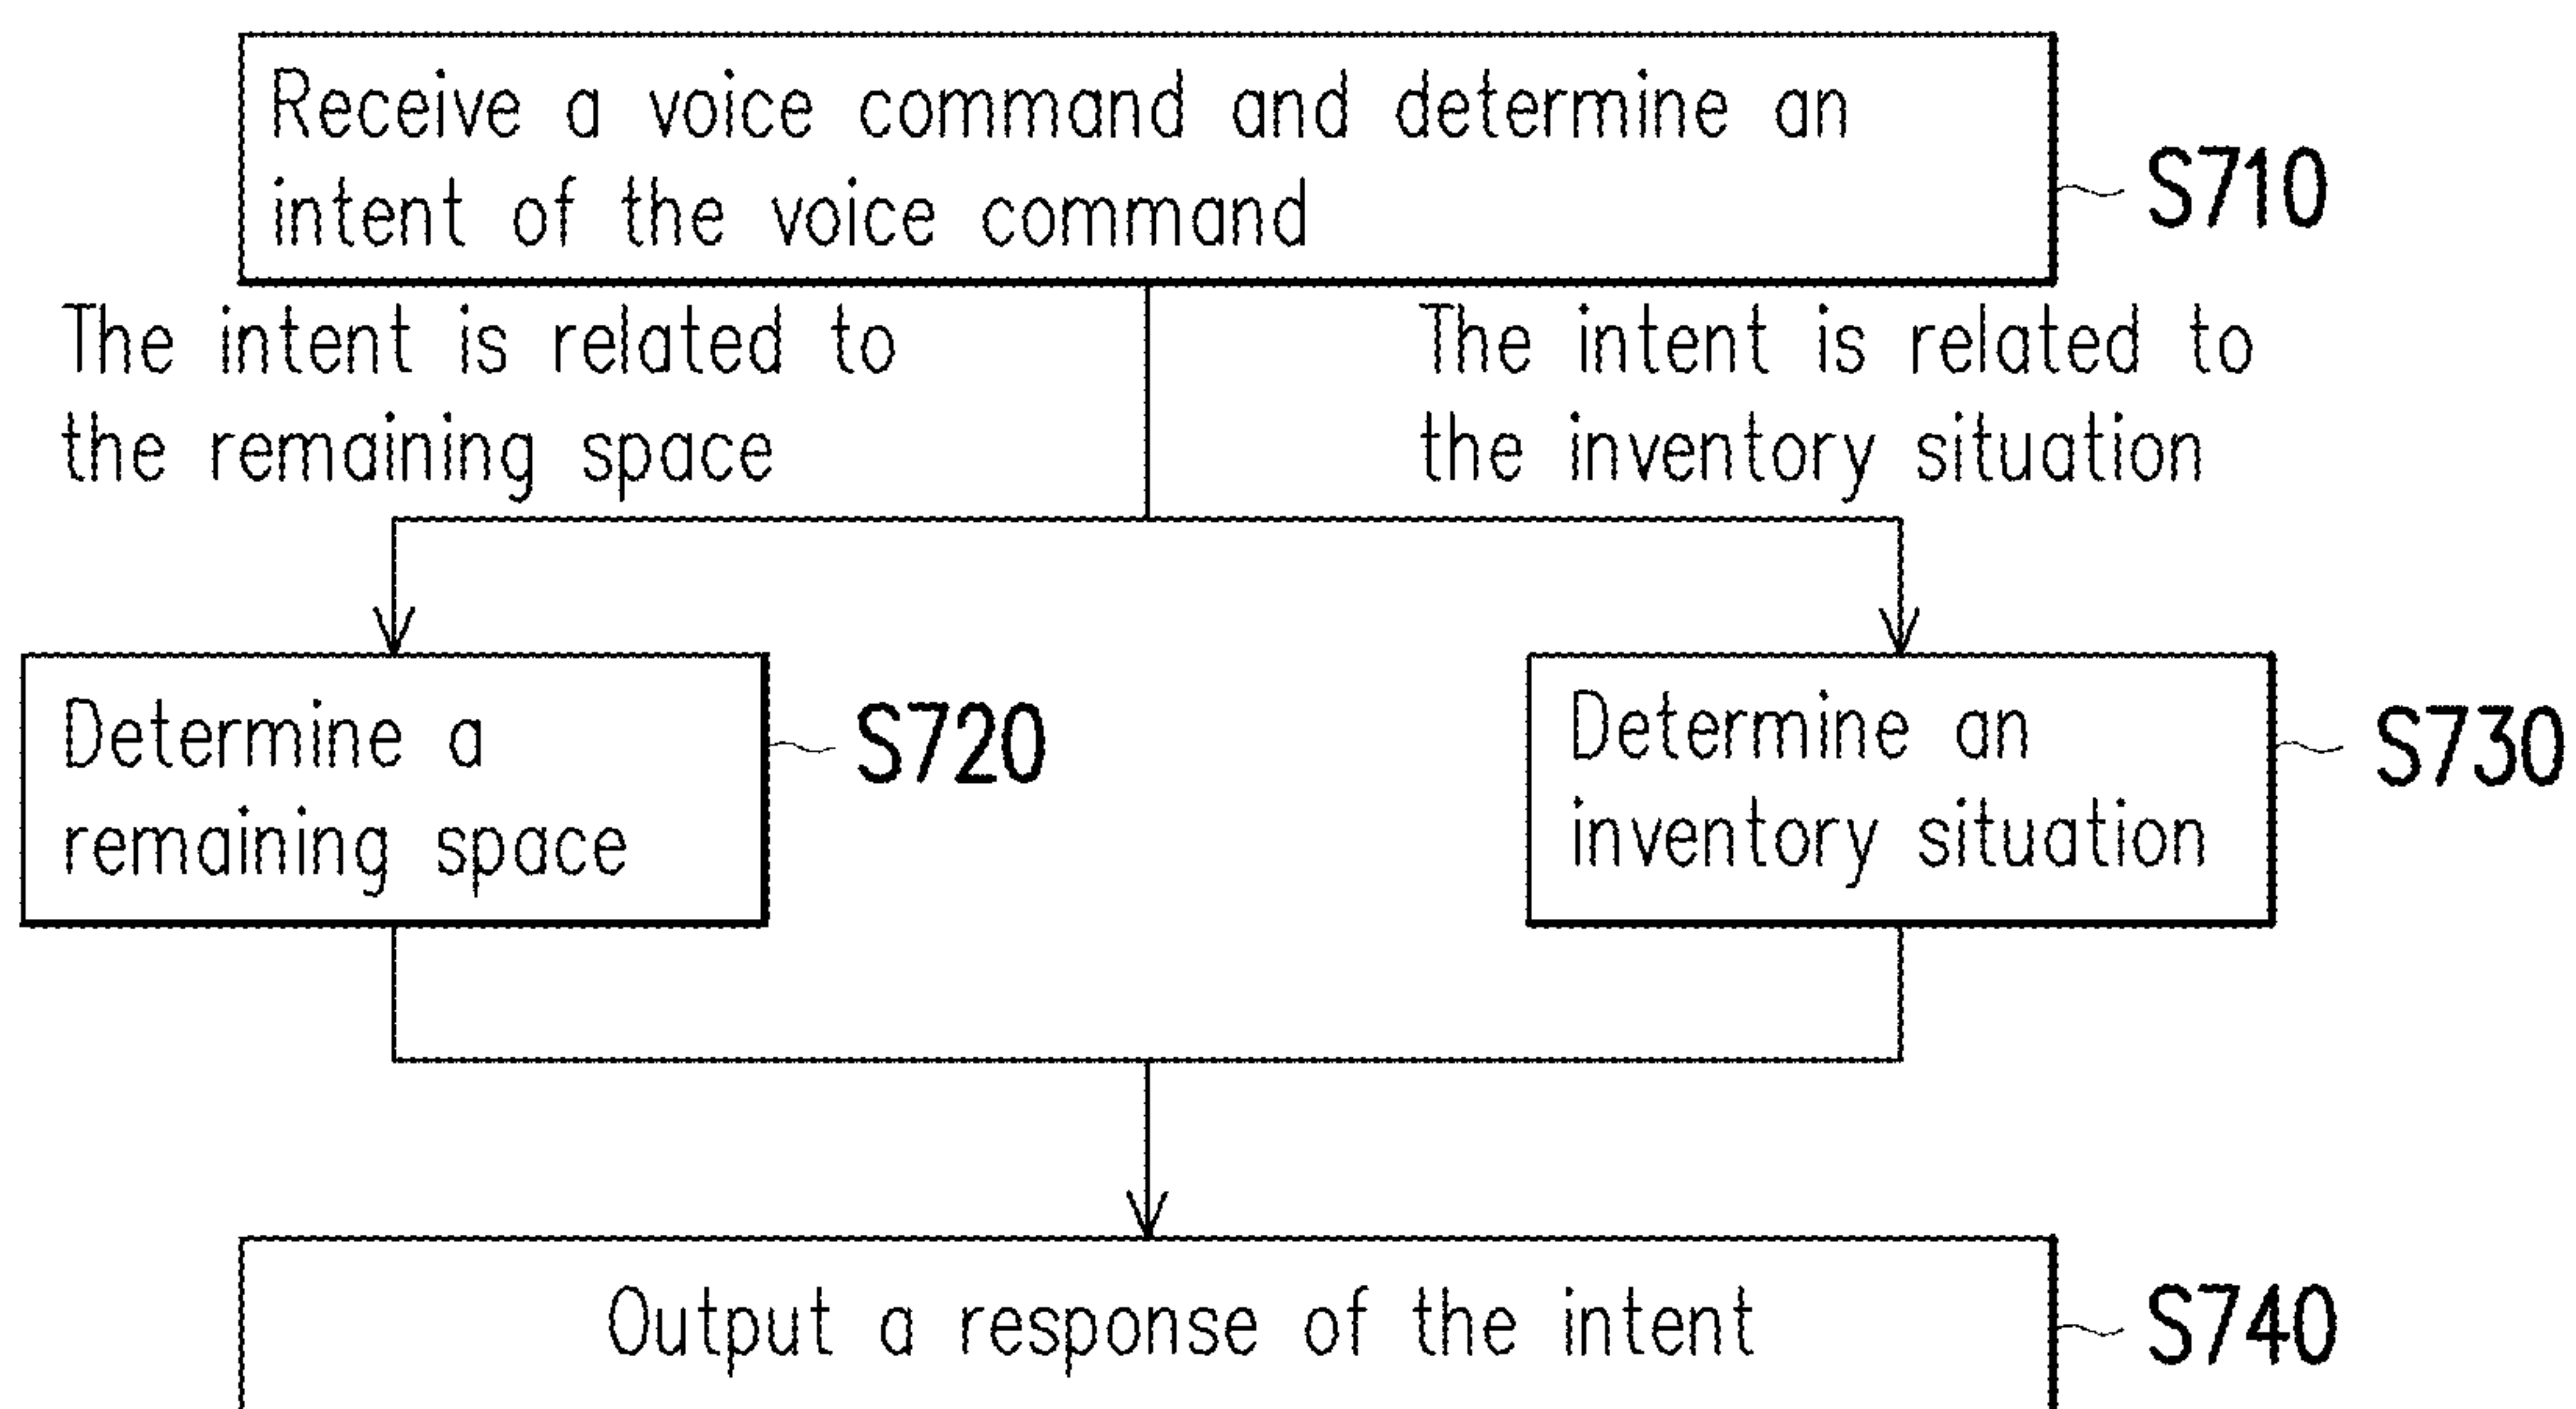 Receive a voice command and determine an
intent of the voice command
S710
The intent is related to
the remaining space
The intent is related to
the inventory situation
Determine a
remaining space
S720
Determine an
inventory situation
S730
Output a response of the intent
S740